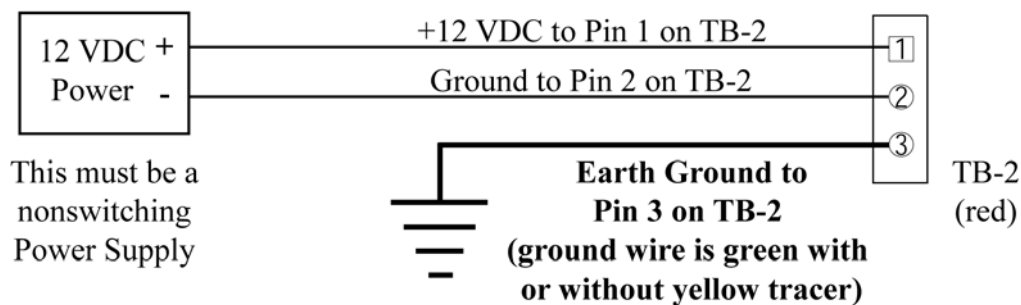 12 VDC +
Power -
This must be a
nonswitching
Power Supply
+12 VDC to Pin 1 on TB-2
Ground to Pin 2 on TB-2
Earth Ground to
Pin 3 on TB-2
(ground wire is green with
or without yellow tracer)
1
2
3
TB-2
(red)